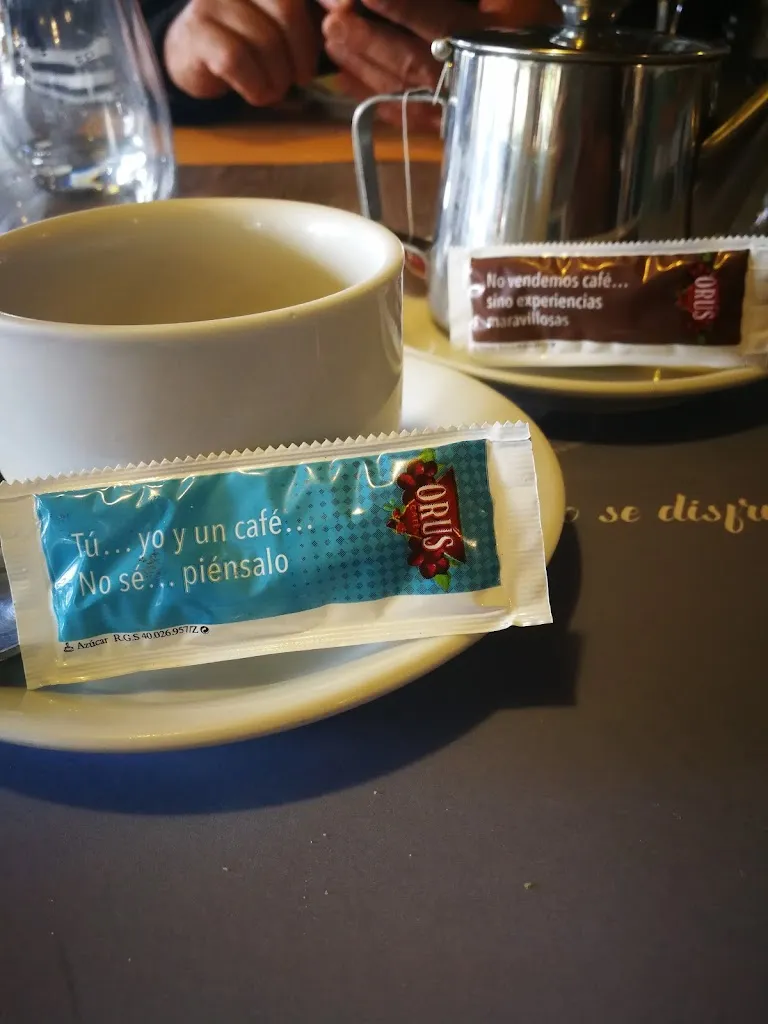 No vendemos café...
sino experiencias
maravillosas
ORÚS
se disfru
Tú... yo y un café...
No sé... piénsalo
ORÚS
Azúcar R.G.S 40.026.957/Z